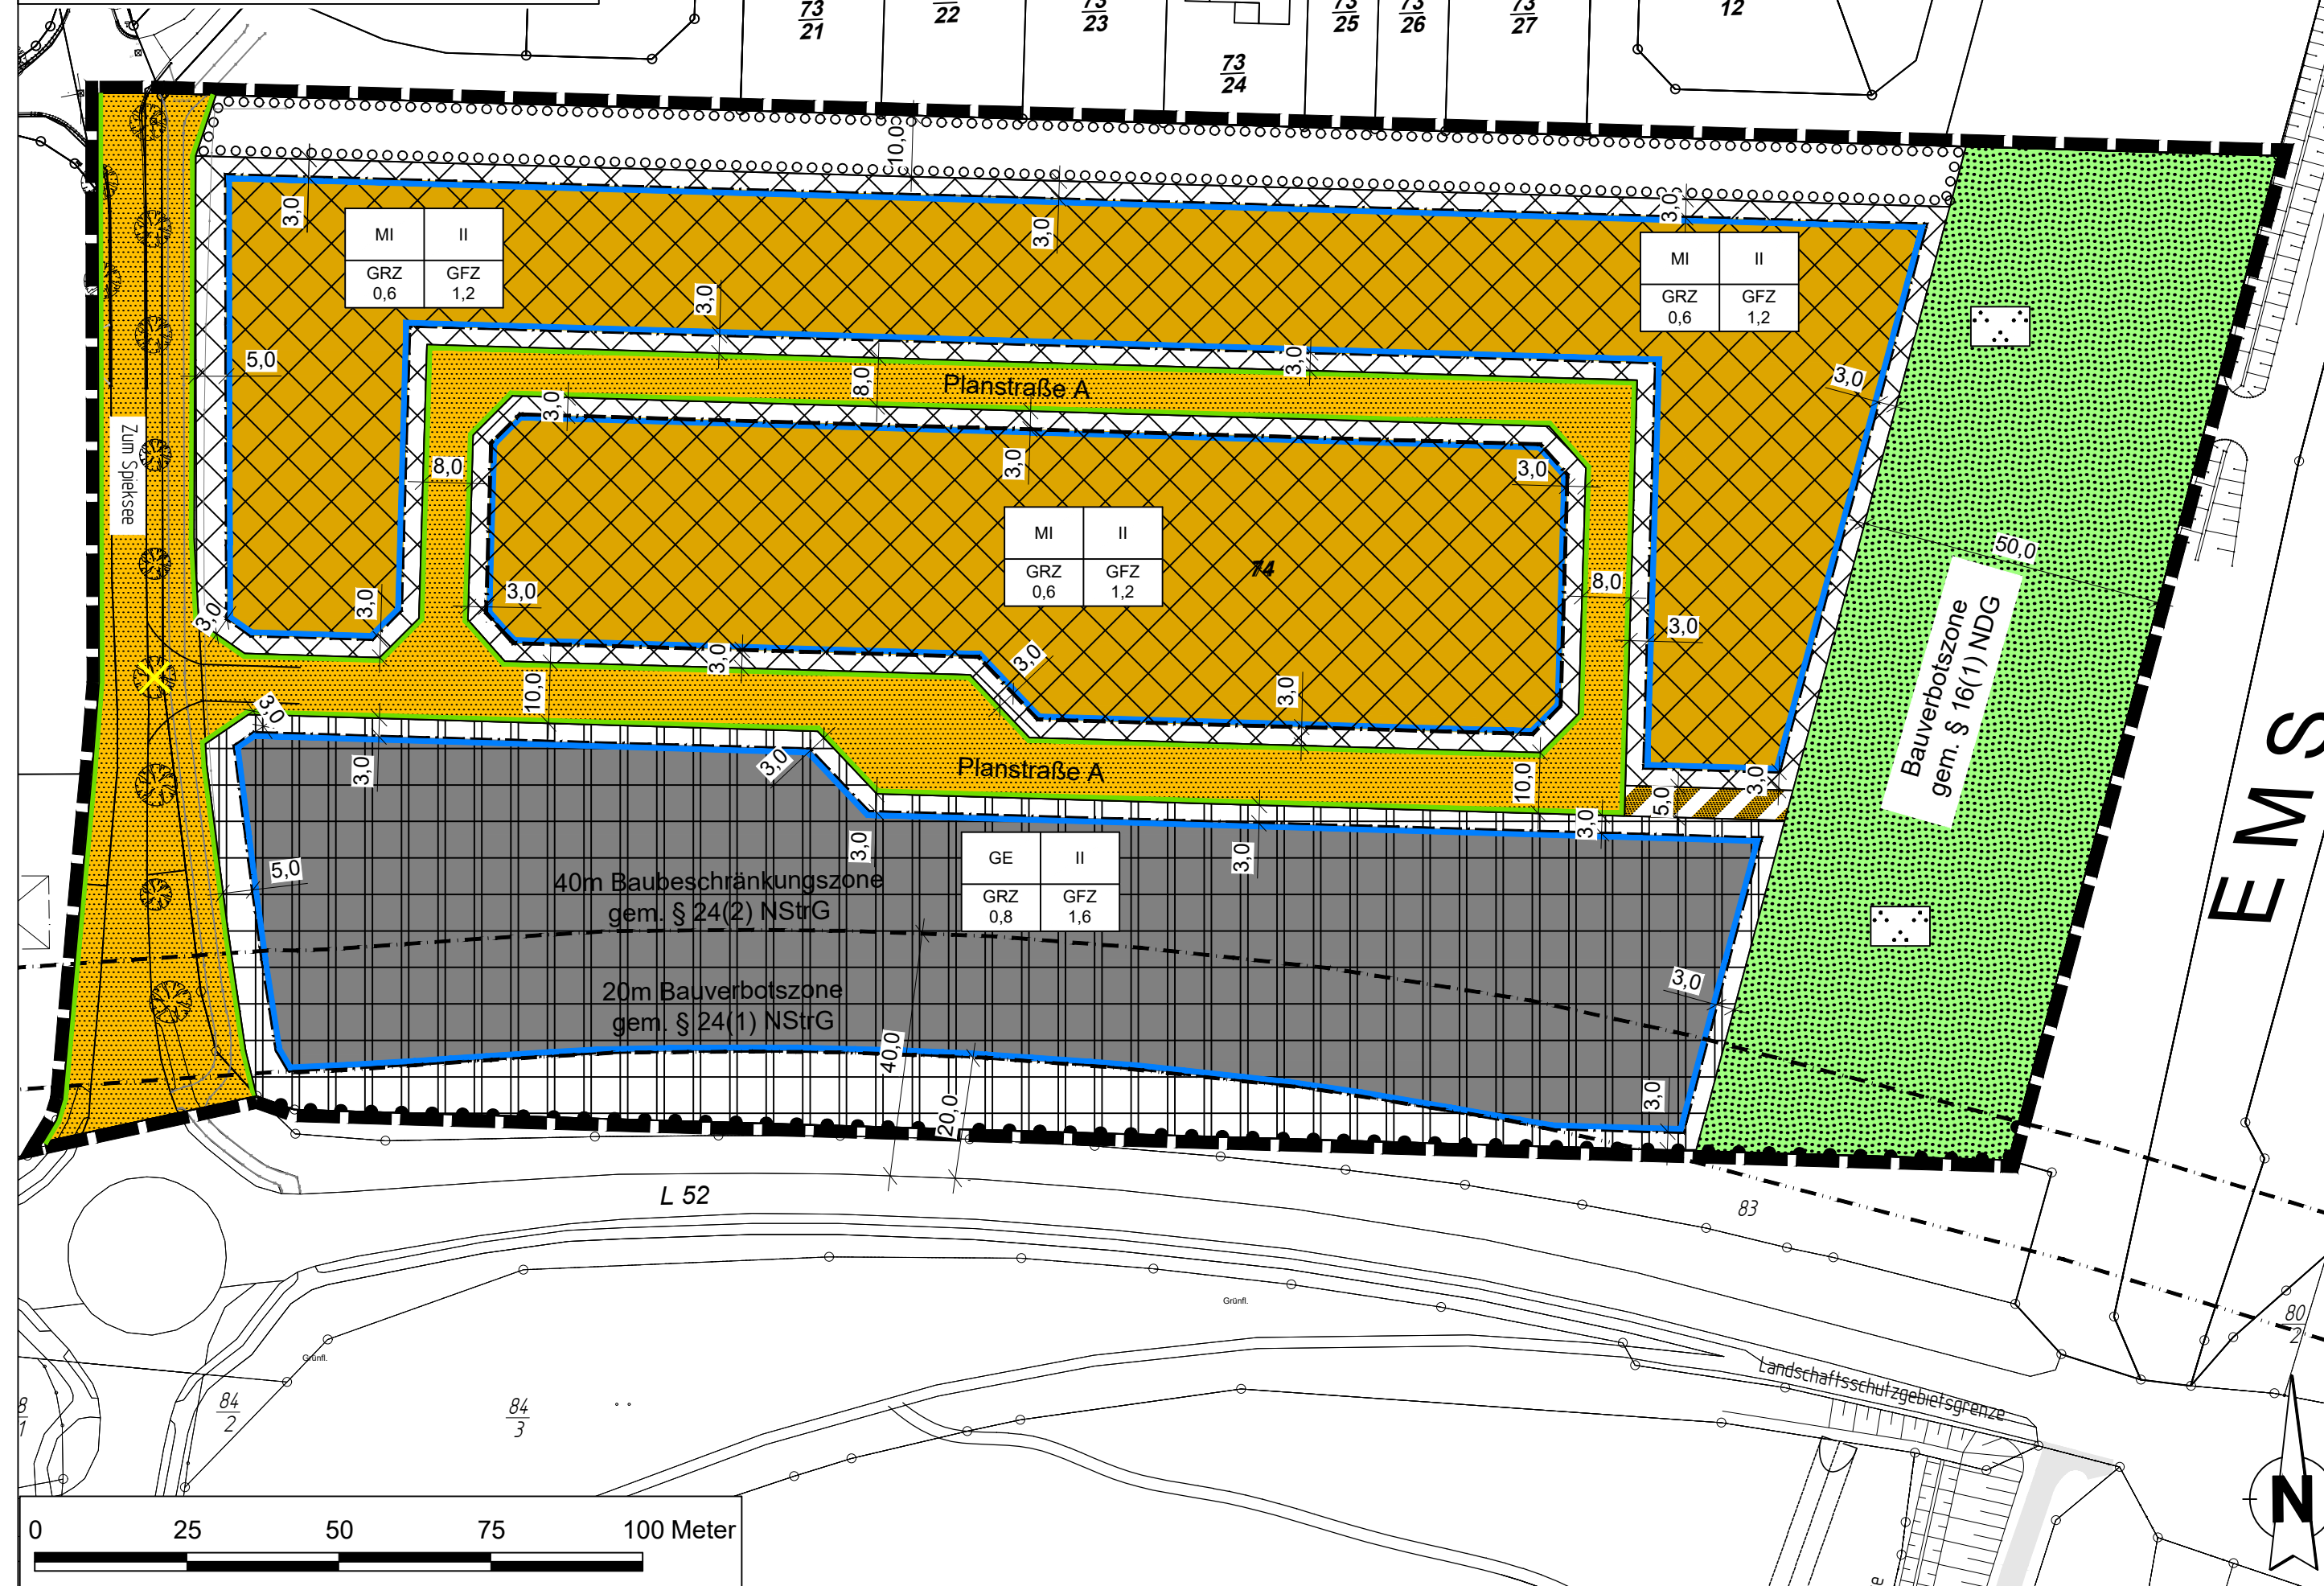 73
21
22
73
23
73
24
73
25
73
26
73
27
12
10,0
3,0
3,0
3,0
MI II
GRZ GFZ
0,6 1,2
MI II
GRZ GFZ
0,6 1,2
3,0
5,0
3,0
8,0
Planstraße A
3,0
3,0
Zum Spieksee
8,0
3,0
3,0
50,0
MI II
GRZ GFZ
0,6 1,2
74
3,0
3,0
3,0
8,0
3,0
Bauverbotszone
gem. § 16(1) NDG
3,0
3,0
10,0
3,0
3,0
EMS
3,0
3,0
Planstraße A
10,0
5,0
3,0
3,0
3,0
3,0
5,0
GE II
GRZ GFZ
0,8 1,6
40m Baubeschränkungszone
gem. § 24(2) NStrG
3,0
20m Bauverbotszone
gem. § 24(1) NStrG
40,0
20,0
3,0
L 52
83
Grünfl.
80
2
Grünfl.
Landschaftsschutzgebietsgrenze
8
1
84
2
84
3
N
0 25 50 75 100 Meter